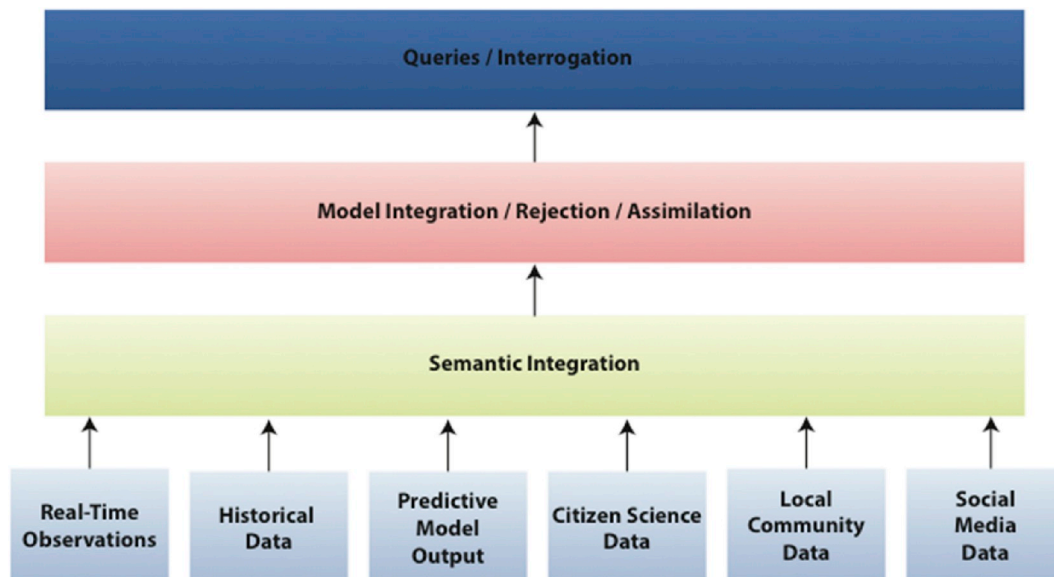 Queries / Interrogation
Model Integration / Rejection / Assimilation
Semantic Integration
Real-Time
Observations
Historical
Data
Predictive
Model
Output
Citizen Science
Data
Local
Community
Data
Social
Media
Data